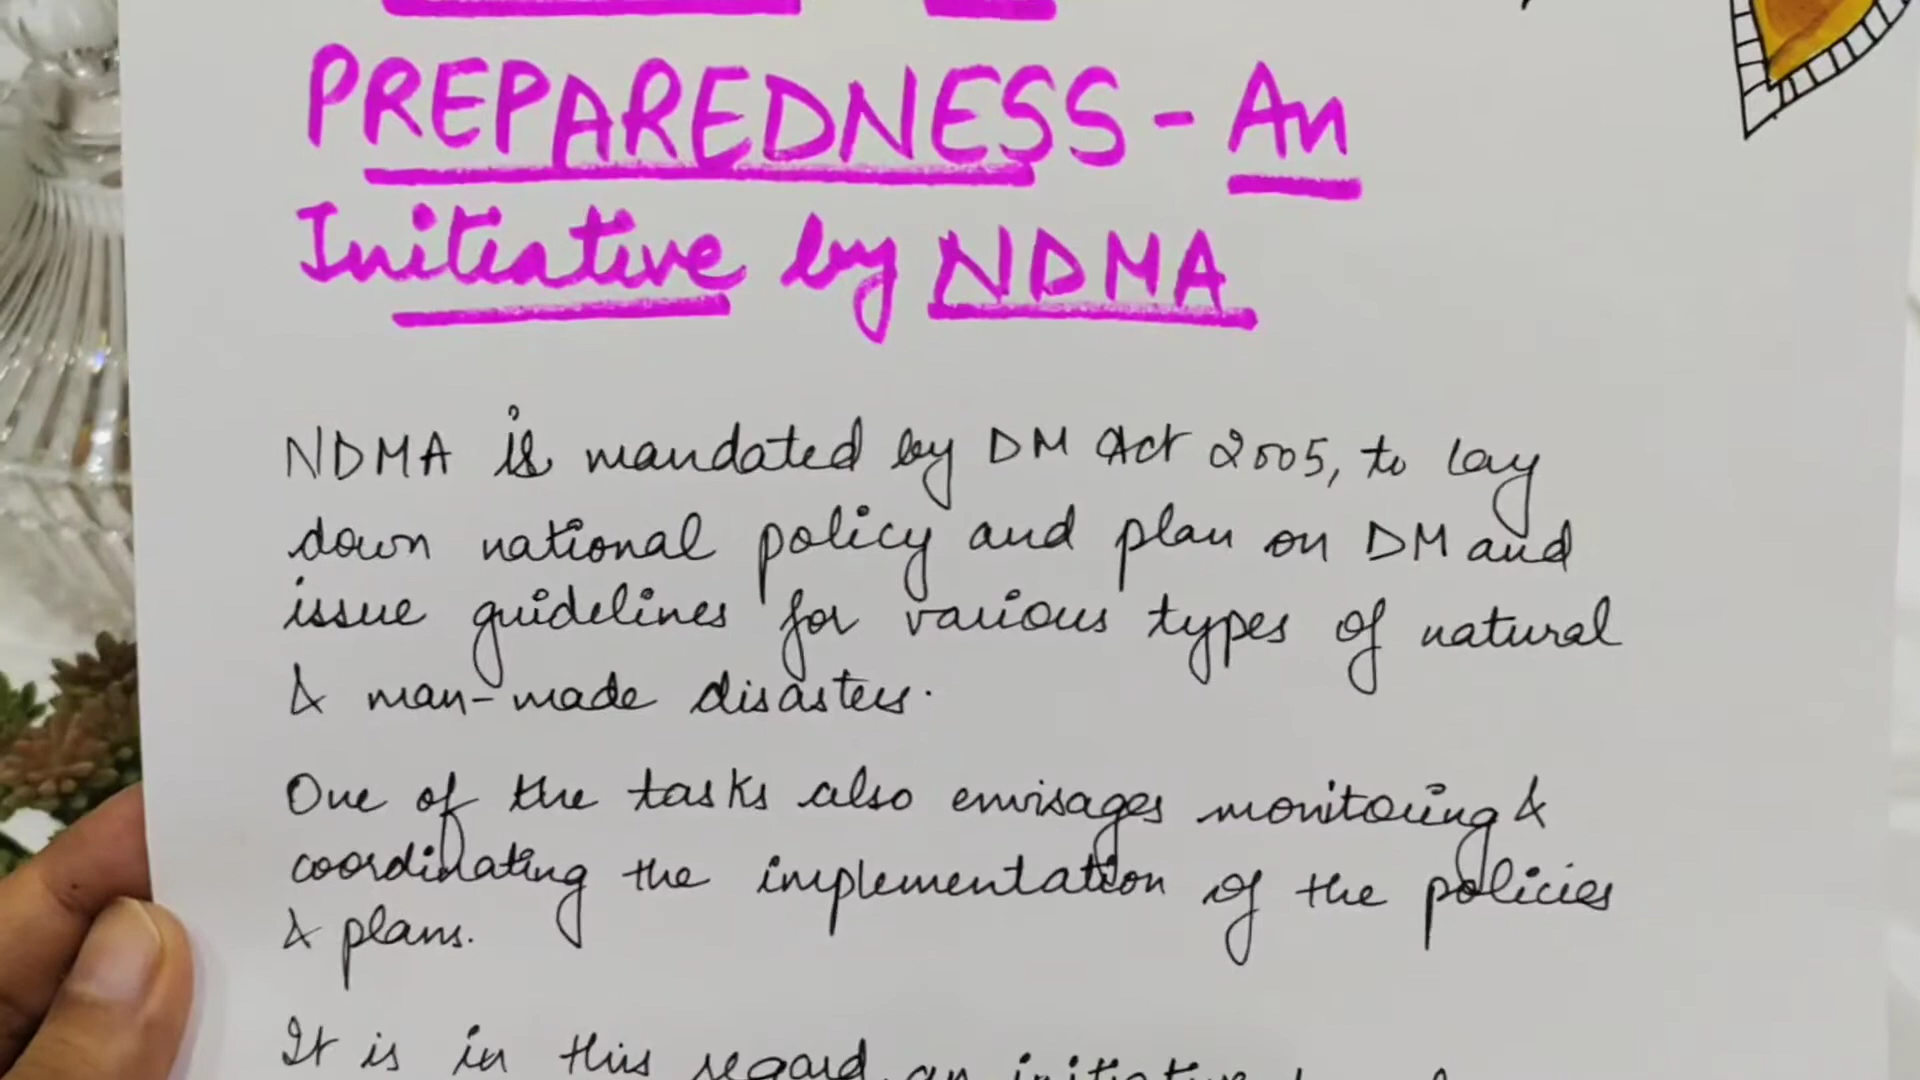 PREPAREDNESS - An
Initiative by NDMA
NDMA is mandated by DM Act 2005, to lay
down national policy and plan on DM and
issue guidelines for various types of natural
& man-made disasters.
One of the tasks also envisages monitoring &
coordinating the implementation of the policies
& plans.
It is in this regard, an initiative